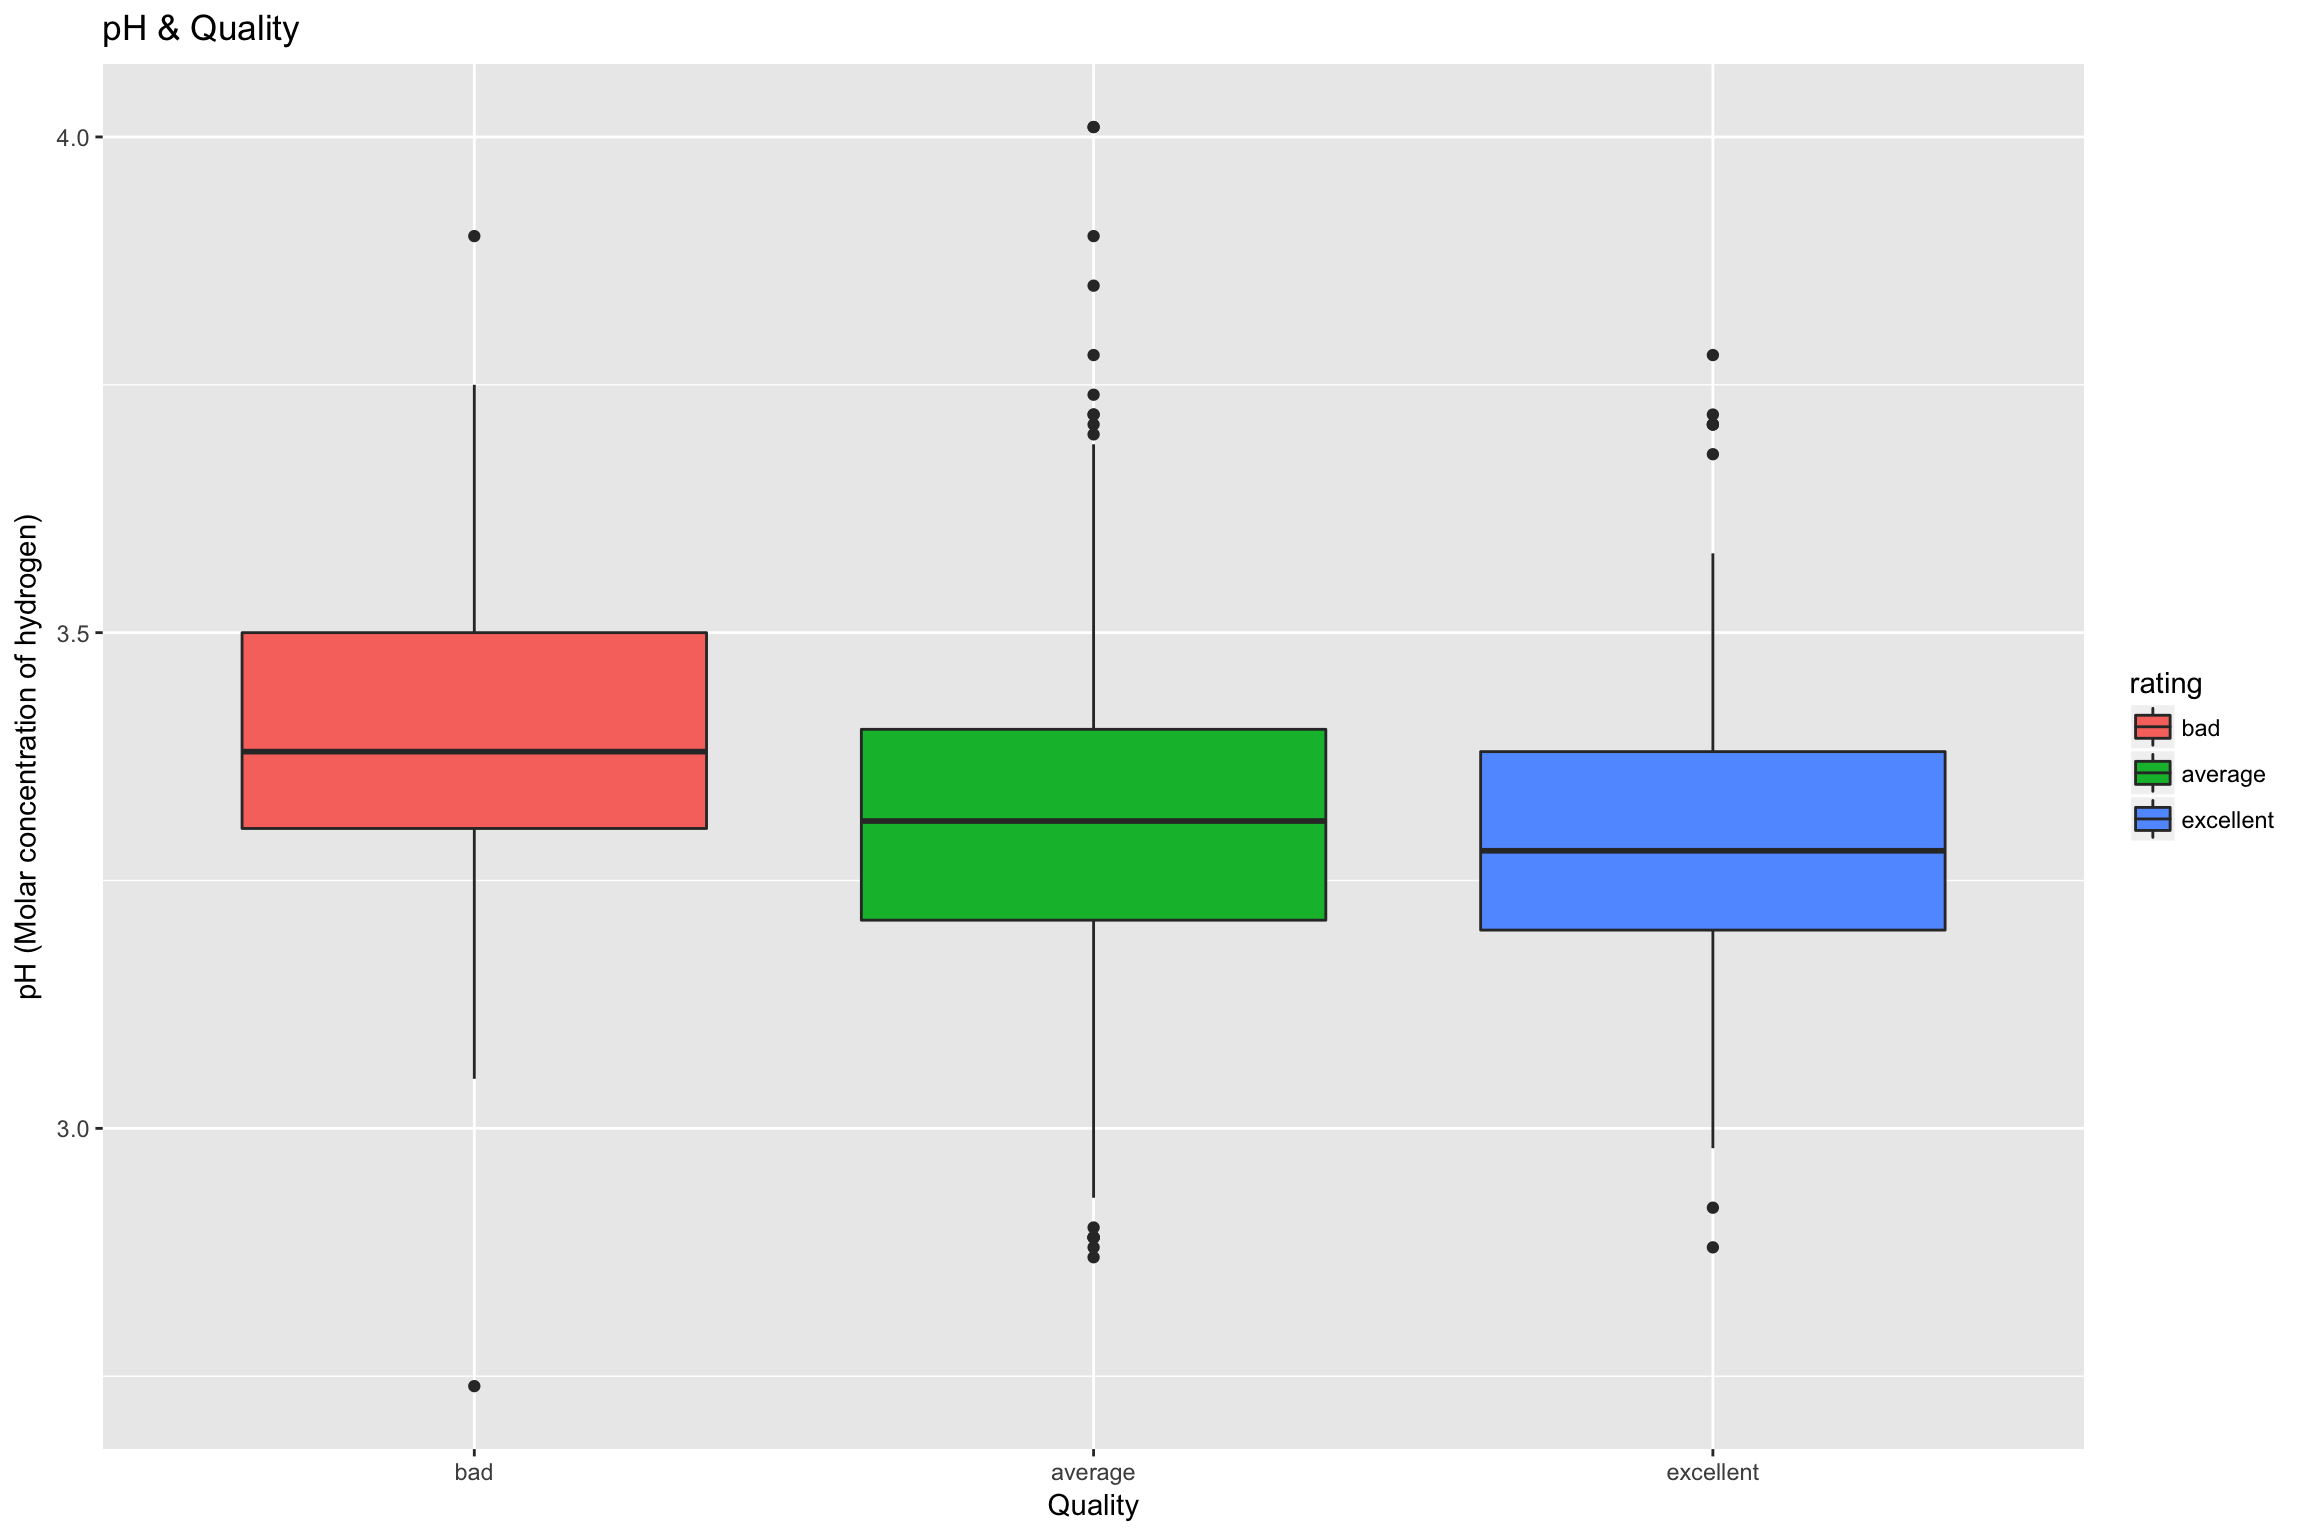 pH & Quality
pH (Molar concentration of hydrogen)
4.0
3.5
3.0
bad
average
excellent
Quality
rating
bad
average
excellent